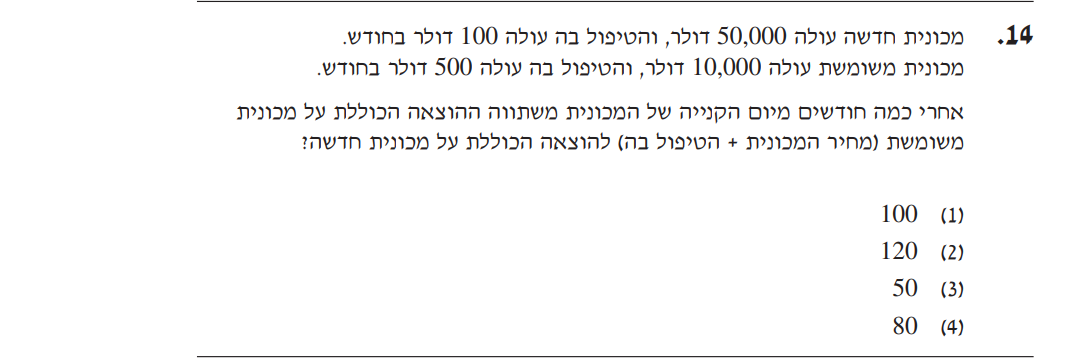 14. מכונית חדשה עולה 50,000 דולר, והטיפול בה עולה 100 דולר בחודש.
מכונית משומשת עולה 10,000 דולר, והטיפול בה עולה 500 דולר בחודש.
אחרי כמה חודשים מיום הקנייה של המכונית משתווה ההוצאה הכוללת על מכונית
משומשת (מחיר המכונית + הטיפול בה) להוצאה הכוללת על מכונית חדשה?
(1) 100
(2) 120
(3) 50
(4) 80